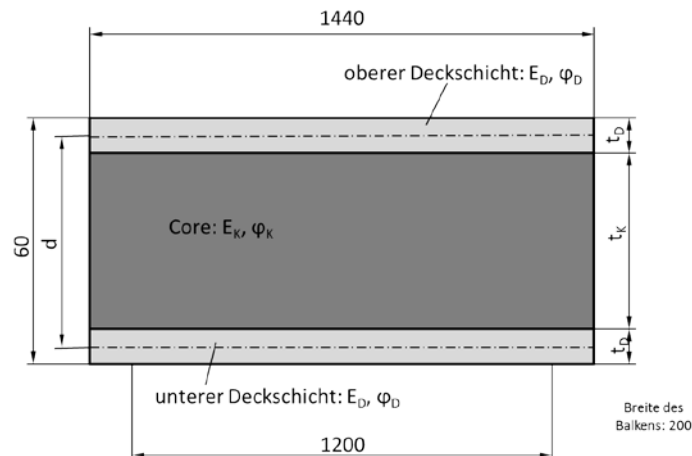 1440
oberer Deckschicht: E_D, φ_D
t_D
60
d
Core: E_K, φ_K
t_K
t_D
unterer Deckschicht: E_D, φ_D
Breite des
Balkens: 200
1200